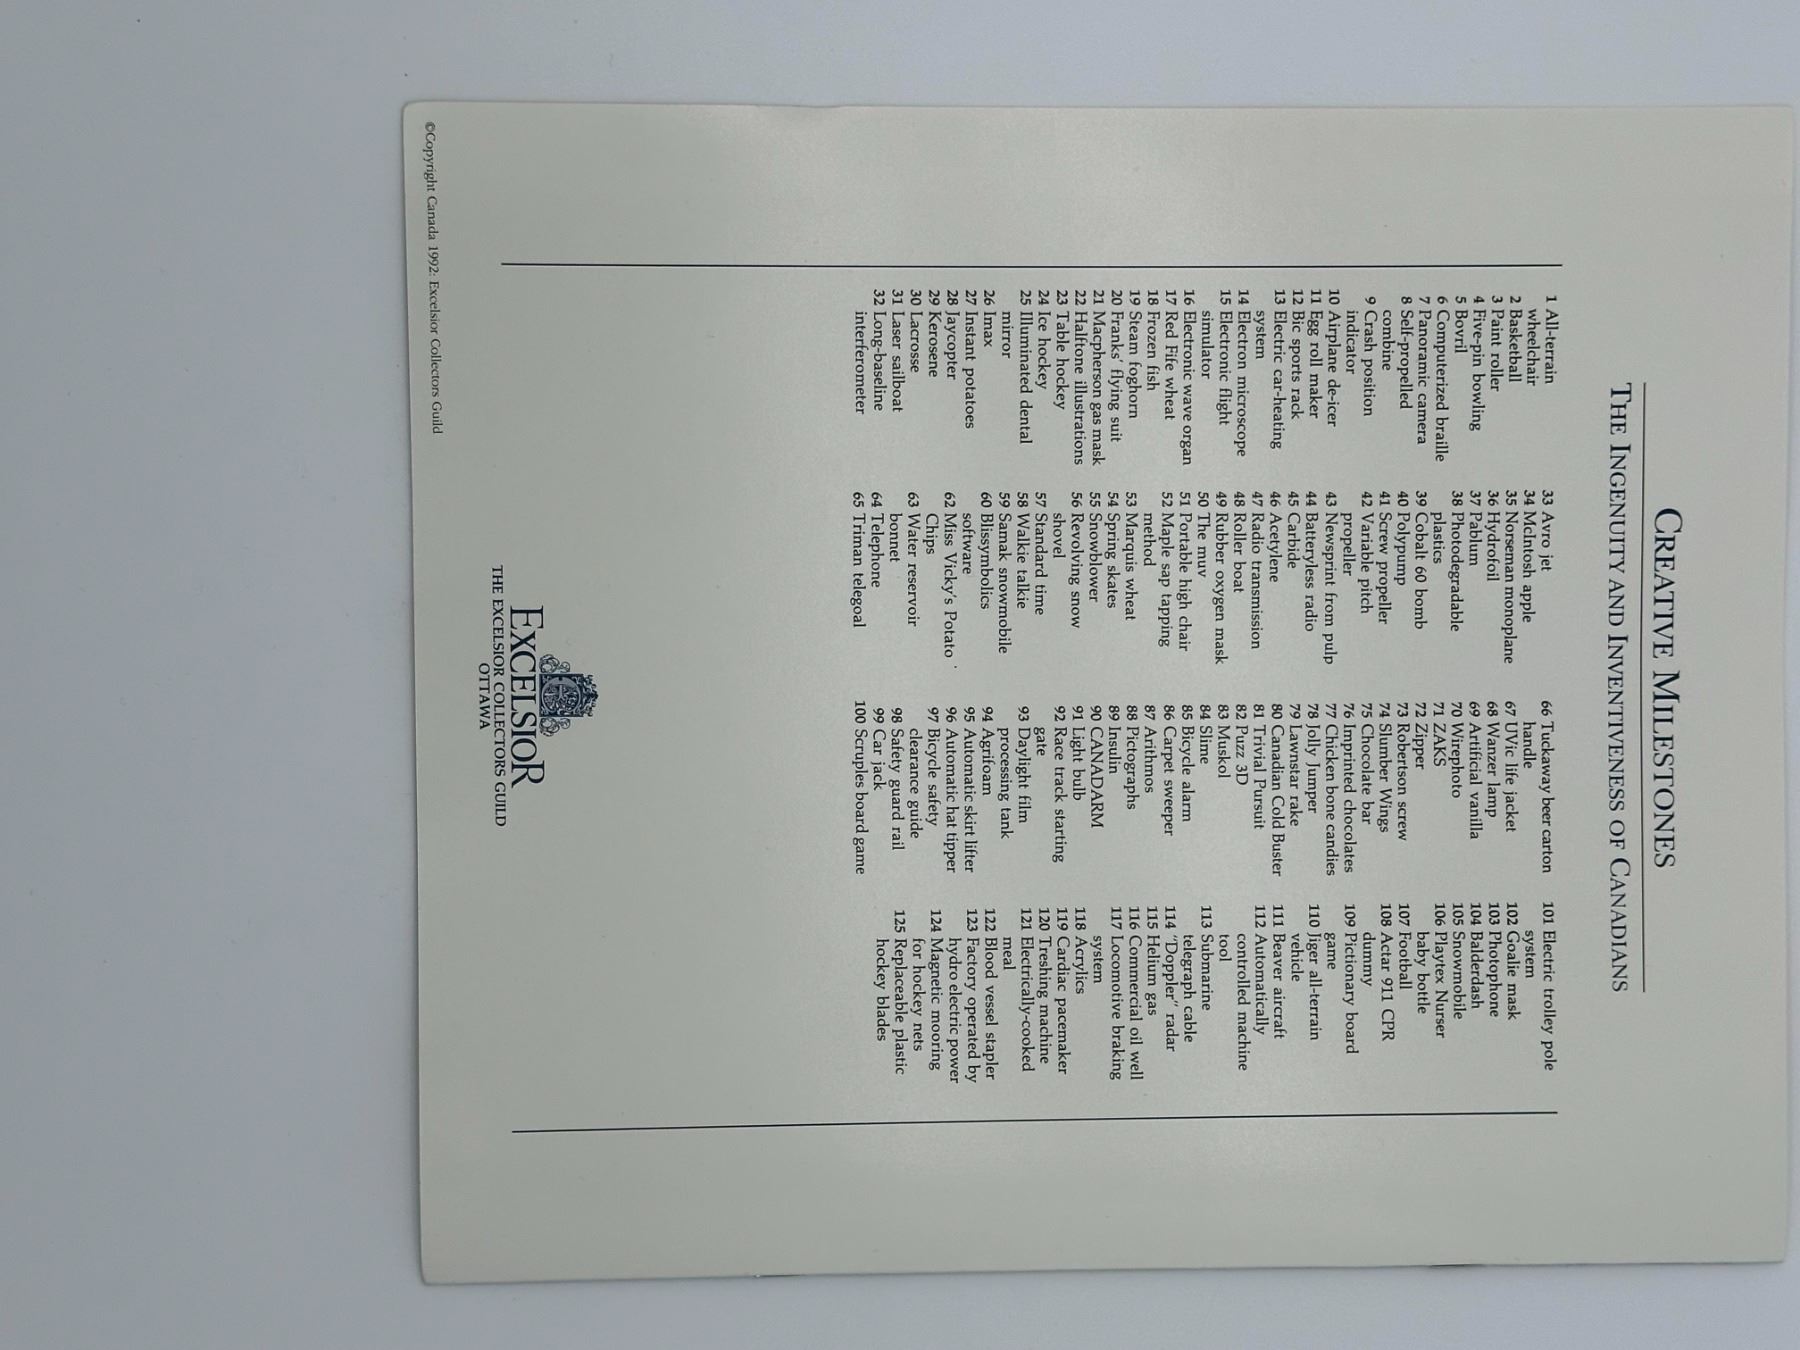 CREATIVE MILESTONES
THE INGENUITY AND INVENTIVENESS OF CANADIANS
1 All-terrain
wheelchair
2 Basketball
3 Paint roller
4 Five-pin bowling
5 Bovril
6 Computerized braille
7 Panoramic camera
8 Self-propelled
combine
9 Crash position
indicator
10 Airplane de-icer
11 Egg roll maker
12 Bic sports rack
13 Electric car-heating
system
14 Electron microscope
15 Electronic flight
simulator
16 Electronic wave organ
17 Red Fife wheat
18 Frozen fish
19 Steam foghorn
20 Franks' flying suit
21 Macpherson gas mask
22 Halftone illustrations
23 Table hockey
24 Ice hockey
25 Illuminated dental
mirror
26 Imax
27 Instant potatoes
28 Jaycopter
29 Kerosene
30 Lacrosse
31 Laser sailboat
32 Long-baseline
interferometer
33 Avro jet
34 McIntosh apple
35 Norseman monoplane
36 Hydrofoil
37 Pablum
38 Photodegradable
plastics
39 Cobalt 60 bomb
40 Polypump
41 Screw propeller
42 Variable pitch
propeller
43 Newsprint from pulp
44 Batteryless radio
45 Carbide
46 Acetylene
47 Radio transmission
48 Roller boat
49 Rubber oxygen mask
50 The muv
51 Portable high chair
52 Maple sap tapping
method
53 Marquis wheat
54 Spring skates
55 Snowblower
56 Revolving snow
shovel
57 Standard time
58 Walkie talkie
59 Samak snowmobile
60 Blissymbolics
software
62 Miss Vicky's Potato
Chips
63 Water reservoir
bonnet
64 Telephone
65 Triman telegoal
66 Tuckaway beer carton
handle
67 UVic life jacket
68 Wanzer lamp
69 Artificial vanilla
70 Wirephoto
71 ZAKS
72 Zipper
73 Robertson screw
74 Slumber Wings
75 Chocolate bar
76 Imprinted chocolates
77 Chicken bone candies
78 Jolly Jumper
79 Lawnstar rake
80 Canadian Cold Buster
81 Trivial Pursuit
82 Puzz 3D
83 Muskol
84 Slime
85 Bicycle alarm
86 Carpet sweeper
87 Arithmos
88 Pictographs
89 Insulin
90 CANADARM
91 Light bulb
92 Race track starting
gate
93 Daylight film
processing tank
94 Agrifoam
95 Automatic skirt lifter
96 Automatic hat tipper
97 Bicycle safety
clearance guide
98 Safety guard rail
99 Car jack
100 Scruples board game
101 Electric trolley pole
system
102 Goalie mask
103 Photophone
104 Balderdash
105 Snowmobile
106 Playtex Nurser
baby bottle
107 Football
108 Actar 911 CPR
dummy
109 Pictionary board
game
110 Jiger all-terrain
vehicle
111 Beaver aircraft
112 Automatically
controlled machine
tool
113 Submarine
telegraph cable
114 "Doppler" radar
115 Helium gas
116 Commercial oil well
117 Locomotive braking
system
118 Acrylics
119 Cardiac pacemaker
120 Treshing machine
121 Electrically-cooked
meal
122 Blood vessel stapler
123 Factory operated by
hydro electric power
124 Magnetic mooring
for hockey nets
125 Replaceable plastic
hockey blades
EXCELSIOR
THE EXCELSIOR COLLECTORS GUILD
OTTAWA
©Copyright Canada 1992: Excelsior Collectors Guild